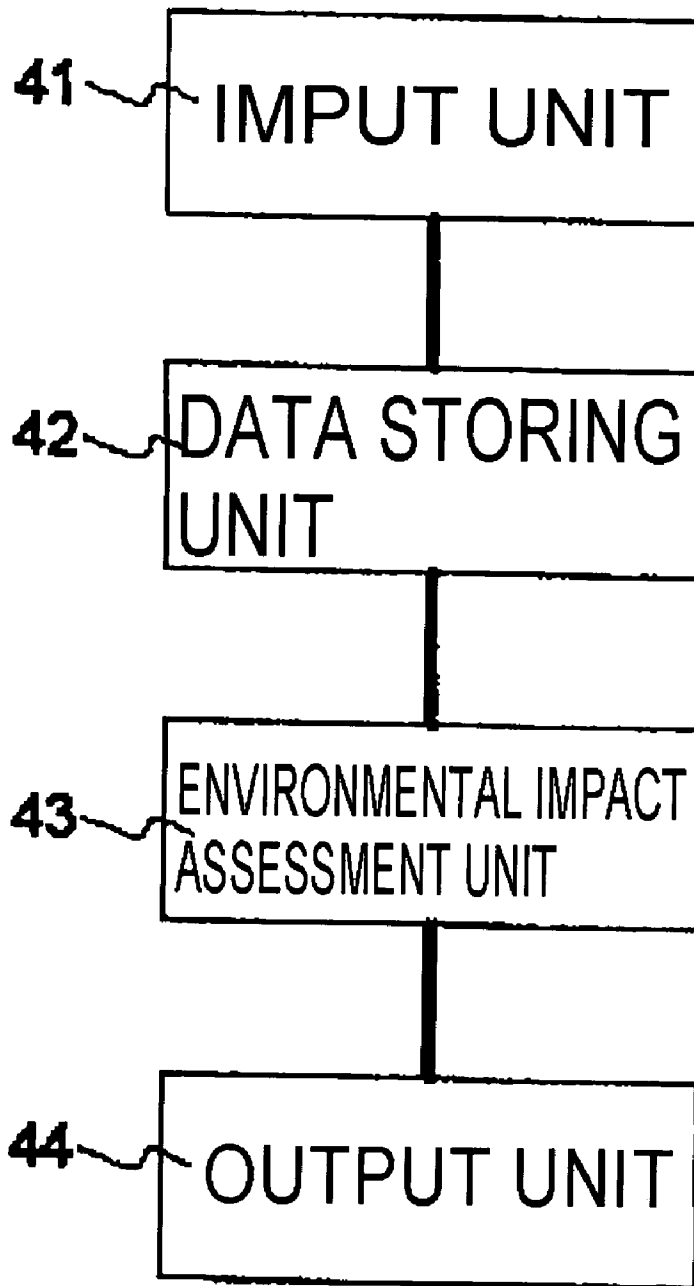 41 IMPUT UNIT
42 DATA STORING
UNIT
43 ENVIRONMENTAL IMPACT
ASSESSMENT UNIT
44 OUTPUT UNIT